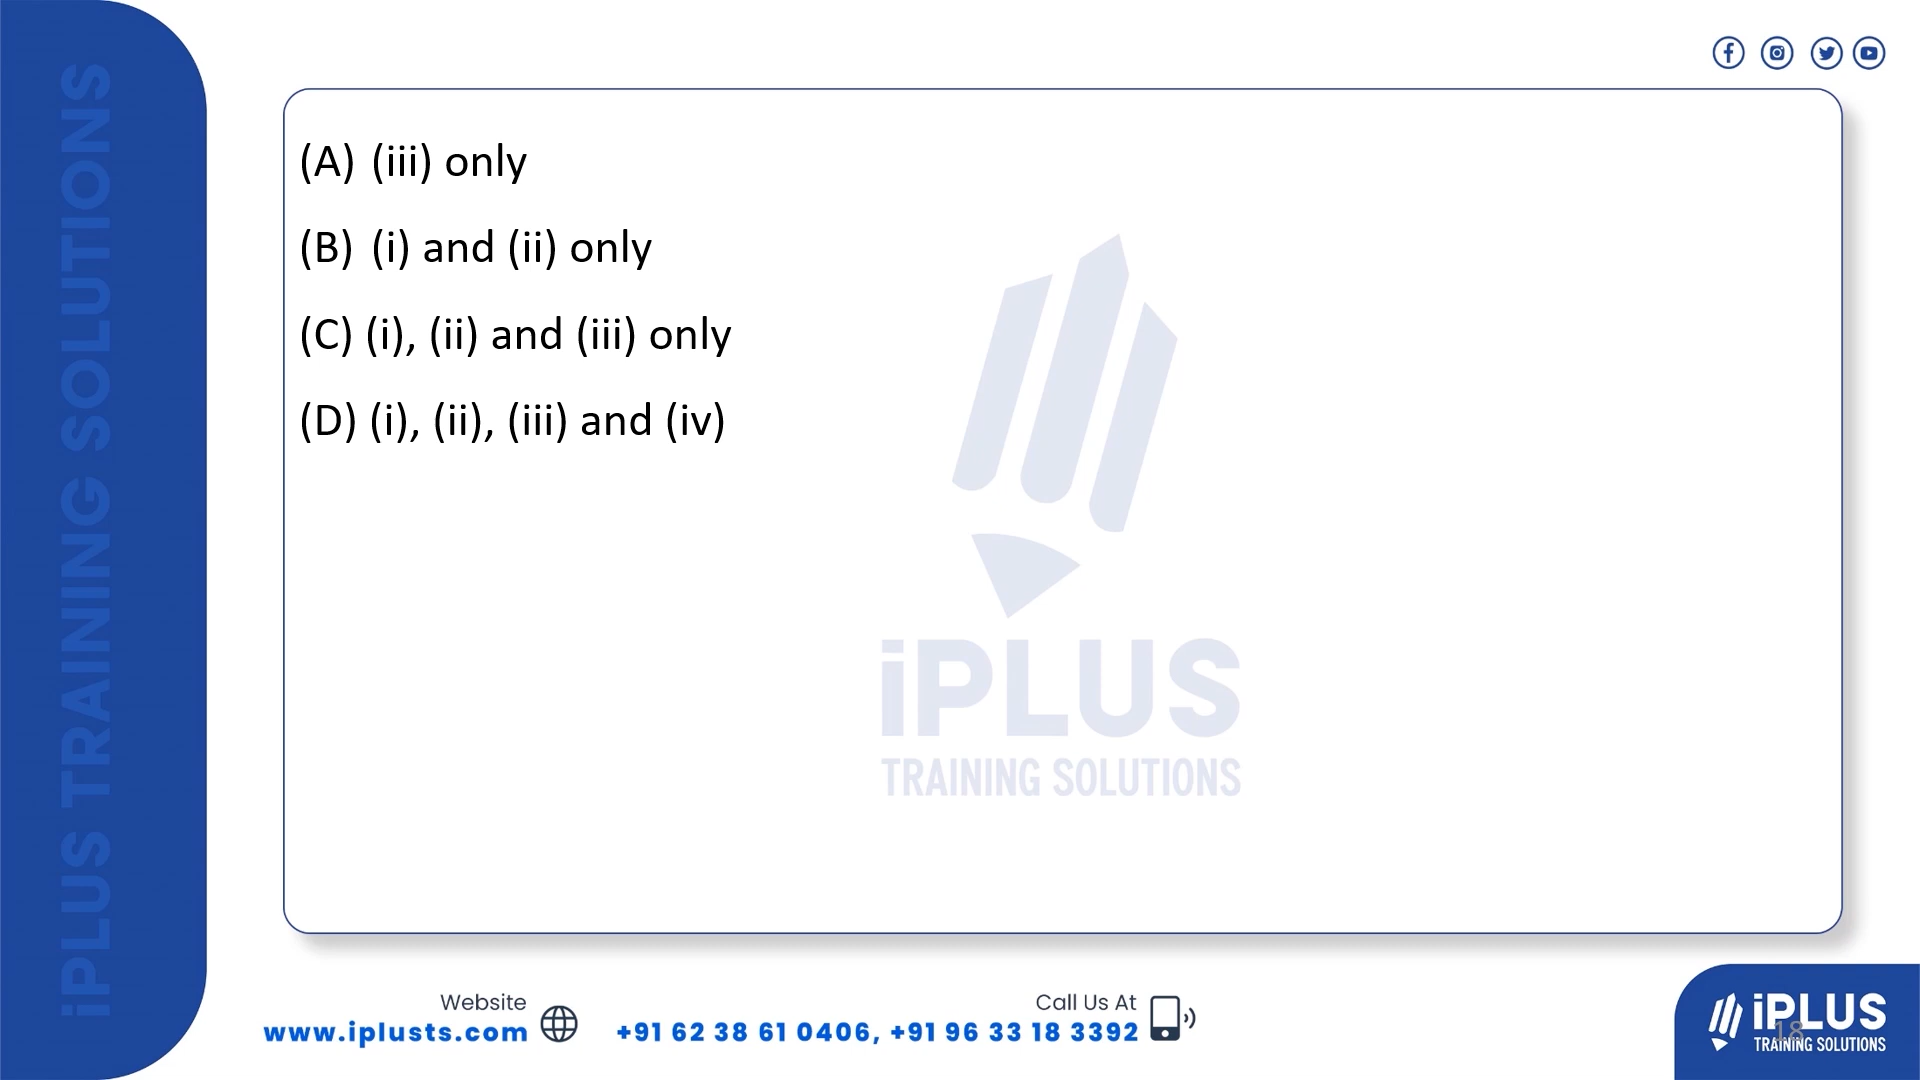 iPLUS TRAINING SOLUTIONS
(A) (iii) only
(B) (i) and (ii) only
(C) (i), (ii) and (iii) only
(D) (i), (ii), (iii) and (iv)
iPLUS
TRAINING SOLUTIONS
Website
www.iplusts.com
Call Us At
+91 62 38 61 0406, +91 96 33 18 3392
iPLUS
TRAINING SOLUTIONS
18